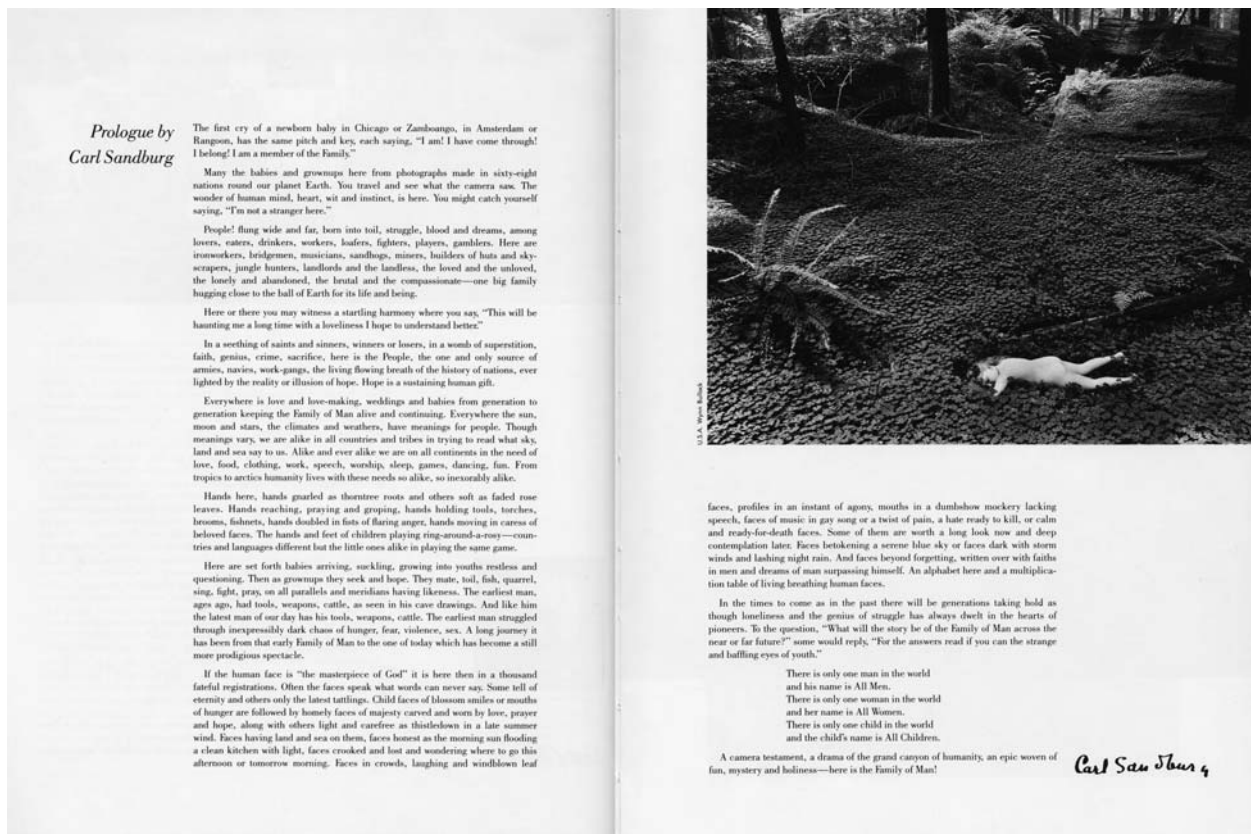 Prologue by
Carl Sandburg
The first cry of a newborn baby in Chicago or Zamboango, in Amsterdam or
Rangoon, has the same pitch and key, each saying, “I am! I have come through!
I belong! I am a member of the Family.”
Many the babies and grownups here from photographs made in sixty-eight
nations round our planet Earth. You travel and see what the camera saw. The
wonder of human mind, heart, wit and instinct, is here. You might catch yourself
saying, “I’m not a stranger here.”
People! flung wide and far, born into toil, struggle, blood and dreams, among
lovers, eaters, drinkers, workers, loafers, fighters, players, gamblers. Here are
ironworkers, bridgemen, musicians, sandhogs, miners, builders of huts and sky-
scrapers, jungle hunters, landlords and the landless, the loved and the unloved,
the lonely and abandoned, the brutal and the compassionate—one big family
hugging close to the ball of Earth for its life and being.
Here or there you may witness a startling harmony where you say, “This will be
haunting me a long time with a loveliness I hope to understand better.”
In a seething of saints and sinners, winners or losers, in a womb of superstition,
faith, genius, crime, sacrifice, here is the People, the one and only source of
armies, navies, work-gangs, the living flowing breath of the history of nations, ever
lighted by the reality or illusion of hope. Hope is a sustaining human gift.
Everywhere is love and love-making, weddings and babies from generation to
generation keeping the Family of Man alive and continuing. Everywhere the sun,
moon and stars, the climates and weathers, have meanings for people. Though
meanings vary, we are alike in all countries and tribes in trying to read what sky,
land and sea say to us. Alike and ever alike we are on all continents in the need of
love, food, clothing, work, speech, worship, sleep, games, dancing, fun. From
tropics to arctics humanity lives with these needs so alike, so inexorably alike.
Hands here, hands gnarled as thorntree roots and others soft as faded rose
leaves. Hands reaching, praying and groping, hands holding tools, torches,
brooms, fishnets, hands doubled in fists of flaring anger, hands moving in caress of
beloved faces. The hands and feet of children playing ring-around-a-rosy—coun-
tries and languages different but the little ones alike in playing the same game.
Here are set forth babies arriving, suckling, growing into youths restless and
questioning. Then as grownups they seek and hope. They mate, toil, fish, quarrel,
sing, fight, pray, on all parallels and meridians having likeness. The earliest man,
ages ago, had tools, weapons, cattle, as seen in his cave drawings. And like him
the latest man of our day has his tools, weapons, cattle. The earliest man struggled
through inexpressibly dark chaos of hunger, fear, violence, sex. A long journey it
has been from that early Family of Man to the one of today which has become a still
more prodigious spectacle.
If the human face is “the masterpiece of God” it is here then in a thousand
fateful registrations. Often the faces speak what words can never say. Some tell of
eternity and others only the latest tattlings. Child faces of blossom smiles or mouths
of hunger are followed by homely faces of majesty carved and worn by love, prayer
and hope, along with others light and carefree as thistledown in a late summer
wind. Faces having land and sea on them, faces honest as the morning sun flooding
a clean kitchen with light, faces crooked and lost and wondering where to go this
afternoon or tomorrow morning. Faces in crowds, laughing and windblown leaf
U.S.A. Wynn Bullock
faces, profiles in an instant of agony, mouths in a dumbshow mockery lacking
speech, faces of music in gay song or a twist of pain, a hate ready to kill, or calm
and ready-for-death faces. Some of them are worth a long look now and deep
contemplation later. Faces betokening a serene blue sky or faces dark with storm
winds and lashing night rain. And faces beyond forgetting, written over with faiths
in men and dreams of man surpassing himself. An alphabet here and a multiplica-
tion table of living breathing human faces.
In the times to come as in the past there will be generations taking hold as
though loneliness and the genius of struggle has always dwelt in the hearts of
pioneers. To the question, “What will the story be of the Family of Man across the
near or far future?” some would reply, “For the answers read if you can the strange
and baffling eyes of youth.”
There is only one man in the world
and his name is All Men.
There is only one woman in the world
and her name is All Women.
There is only one child in the world
and the child’s name is All Children.
A camera testament, a drama of the grand canyon of humanity, an epic woven of
fun, mystery and holiness—here is the Family of Man!
Carl Sandburg